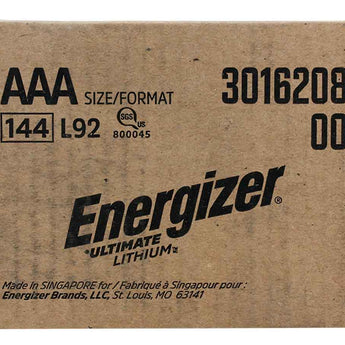 AAA SIZE/FORMAT 3016208
144 L92 SGS US 00
800045
Energizer®
ULTIMATE
LITHIUM™
Made in SINGAPORE for / Fabriqué à Singapour pour :
Energizer Brands, LLC, St. Louis, MO 63141